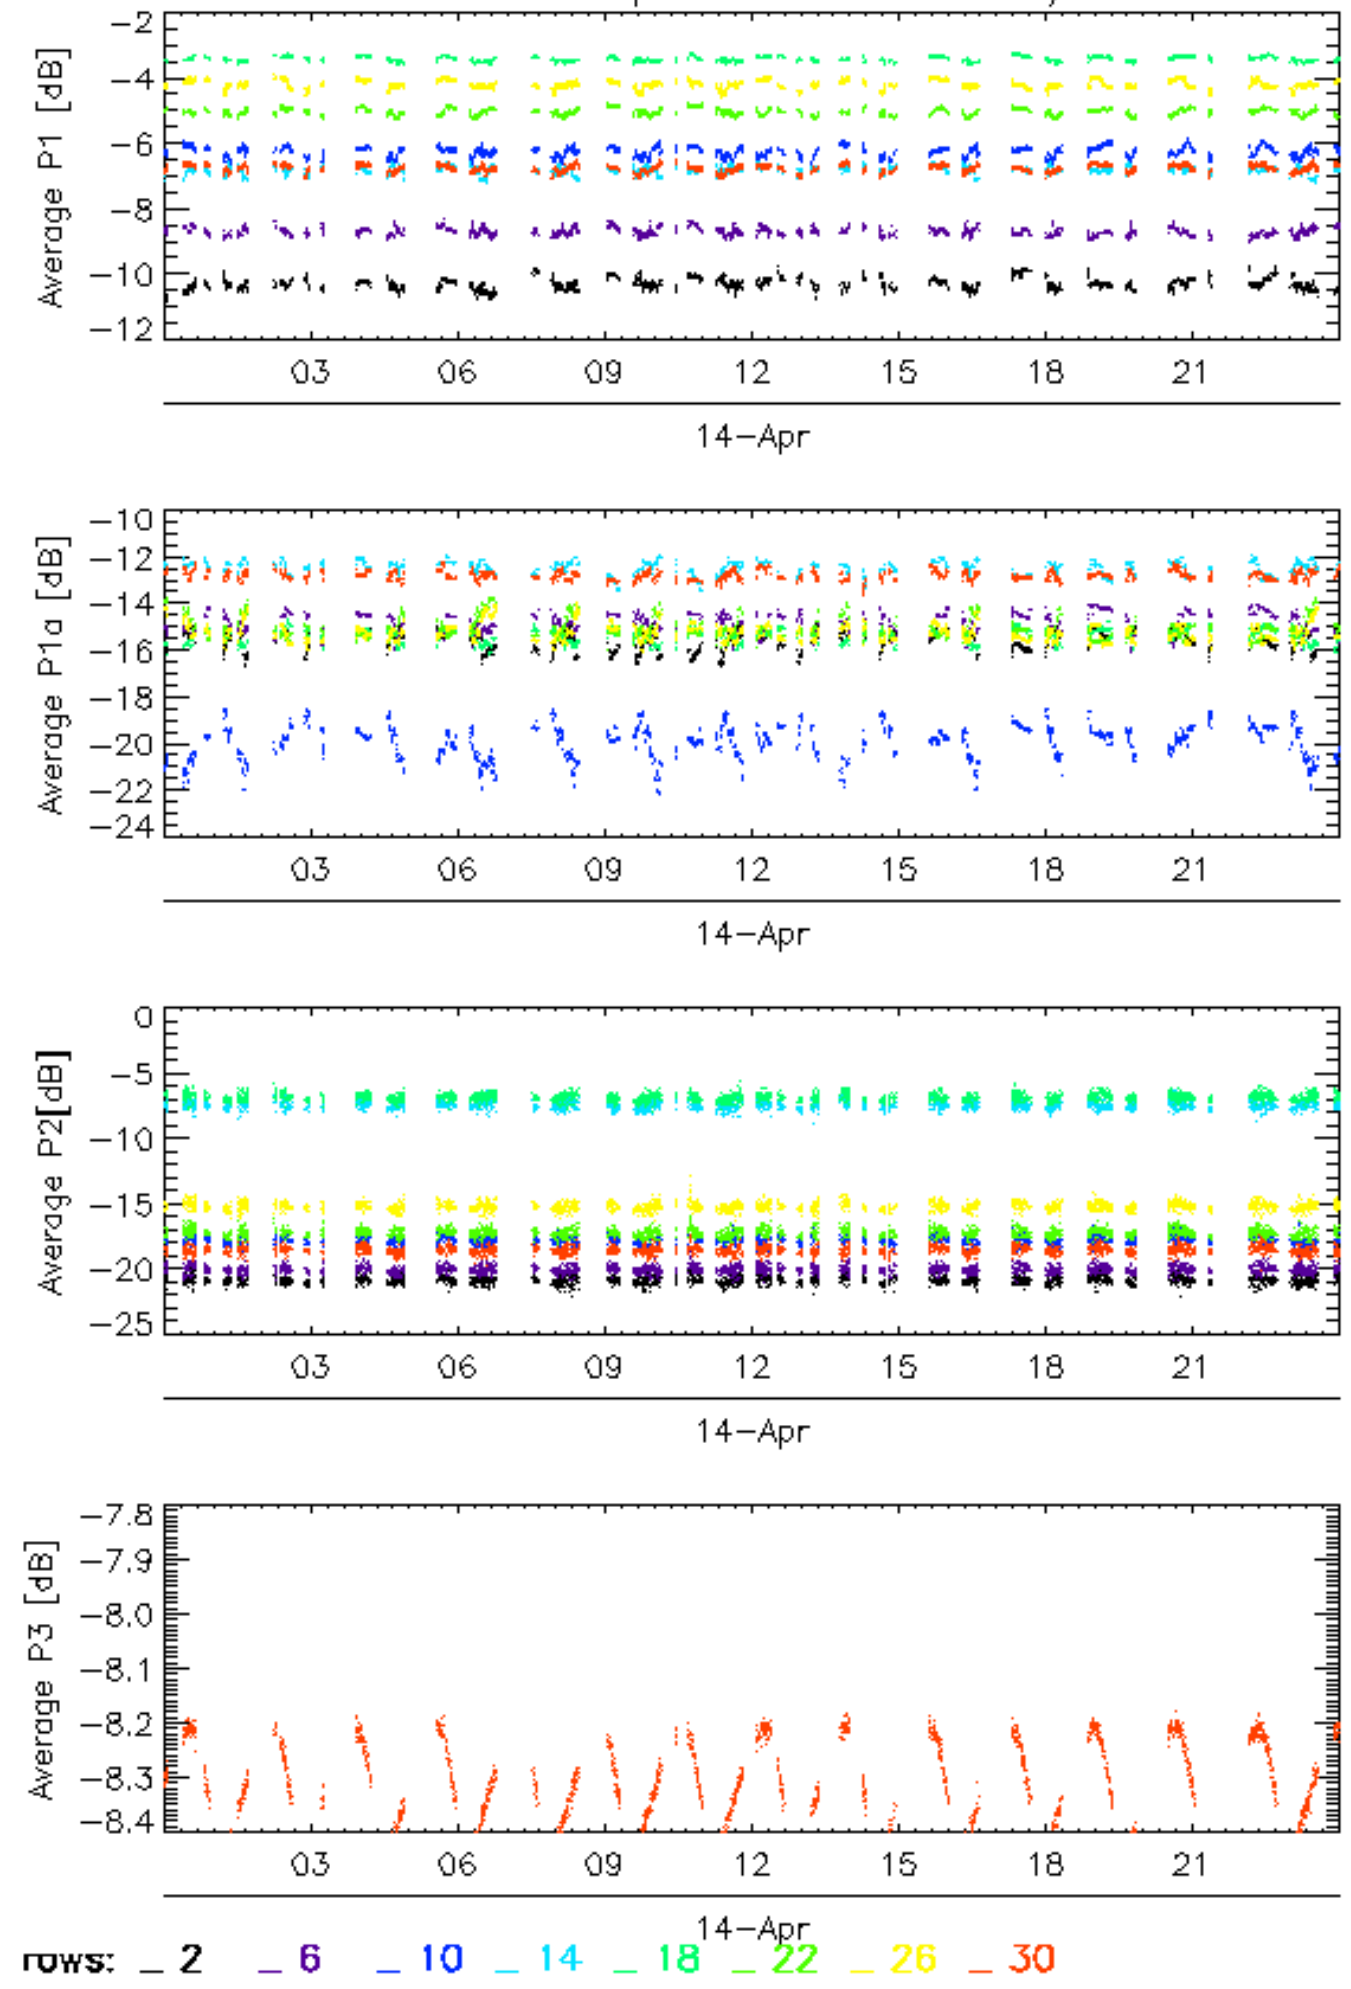 Average P1 [dB]
-2
-4
-6
-8
-10
-12
03 06 09 12 15 18 21
14-Apr
Average P1a [dB]
-10
-12
-14
-16
-18
-20
-22
-24
03 06 09 12 15 18 21
14-Apr
Average P2[dB]
0
-5
-10
-15
-20
-25
03 06 09 12 15 18 21
14-Apr
Average P3 [dB]
-7.8
-7.9
-8.0
-8.1
-8.2
-8.3
-8.4
03 06 09 12 15 18 21
14-Apr
rows: _ 2 _ 6 _ 10 _ 14 _ 18 _ 22 _ 26 _ 30